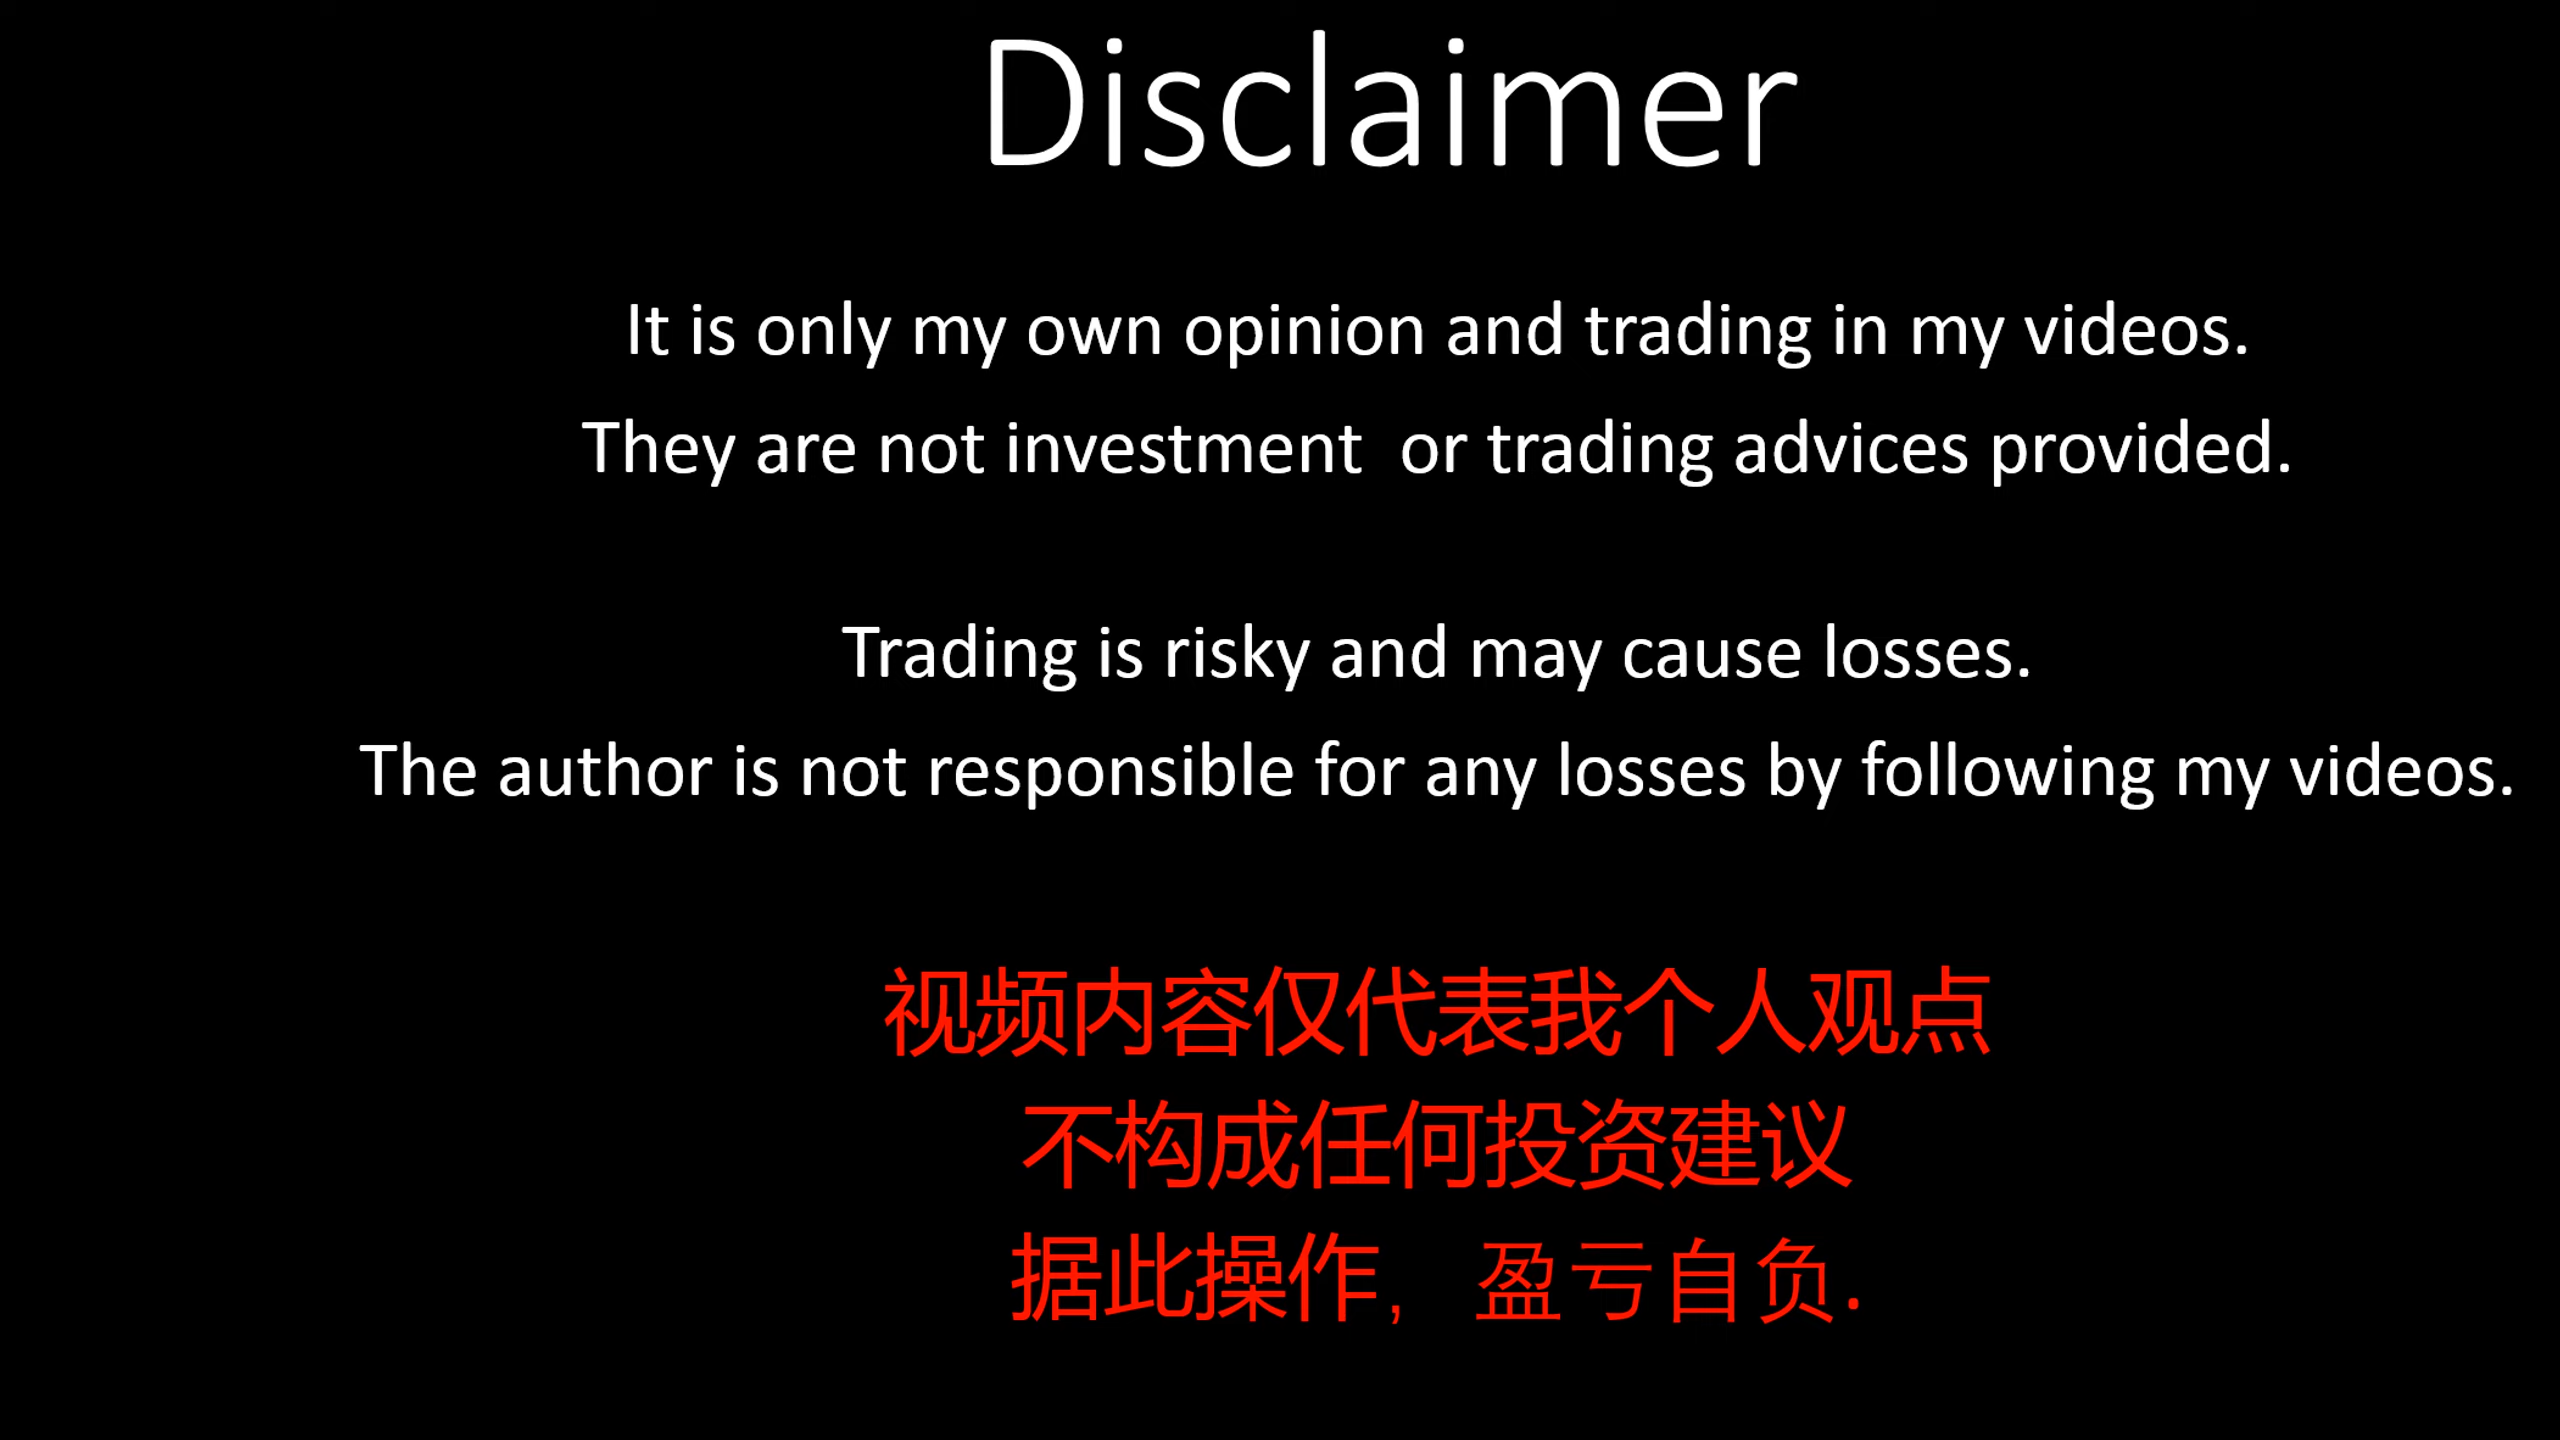 Disclaimer
It is only my own opinion and trading in my videos.
They are not investment  or trading advices provided.
Trading is risky and may cause losses.
The author is not responsible for any losses by following my videos.
视频内容仅代表我个人观点
不构成任何投资建议
据此操作，盈亏自负.